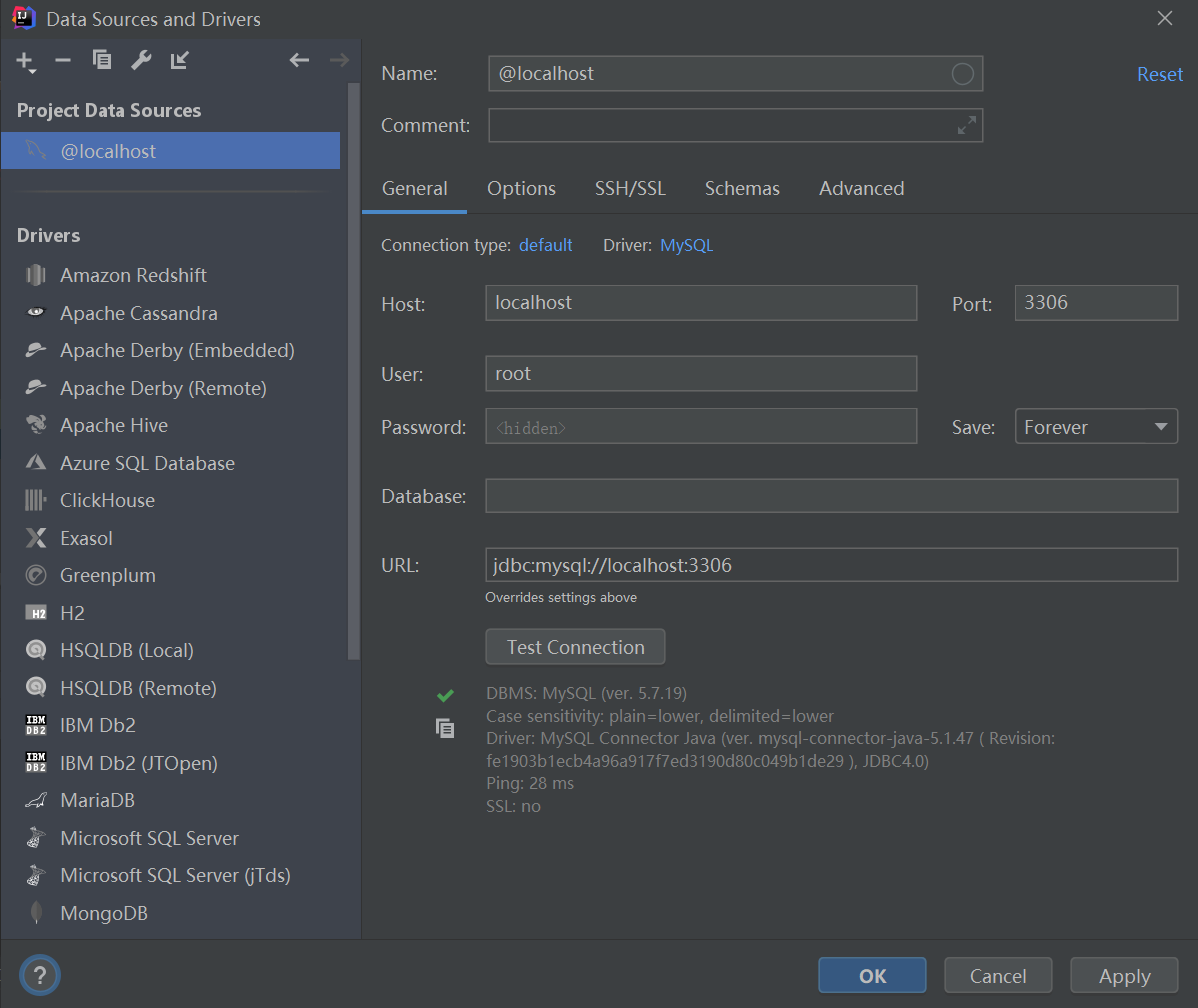 Data Sources and Drivers
Project Data Sources
@localhost
Drivers
Amazon Redshift
Apache Cassandra
Apache Derby (Embedded)
Apache Derby (Remote)
Apache Hive
Azure SQL Database
ClickHouse
Exasol
Greenplum
H2 H2
HSQLDB (Local)
HSQLDB (Remote)
IBM DB2 IBM Db2
IBM DB2 IBM Db2 (JTOpen)
MariaDB
Microsoft SQL Server
Microsoft SQL Server (jTds)
MongoDB
Name: @localhost Reset
Comment:
General Options SSH/SSL Schemas Advanced
Connection type: default Driver: MySQL
Host: localhost Port: 3306
User: root
Password: <hidden> Save: Forever
Database:
URL: jdbc:mysql://localhost:3306
Overrides settings above
Test Connection
DBMS: MySQL (ver. 5.7.19)
Case sensitivity: plain=lower, delimited=lower
Driver: MySQL Connector Java (ver. mysql-connector-java-5.1.47 ( Revision:
fe1903b1ecb4a96a917f7ed3190d80c049b1de29 ), JDBC4.0)
Ping: 28 ms
SSL: no
? OK Cancel Apply